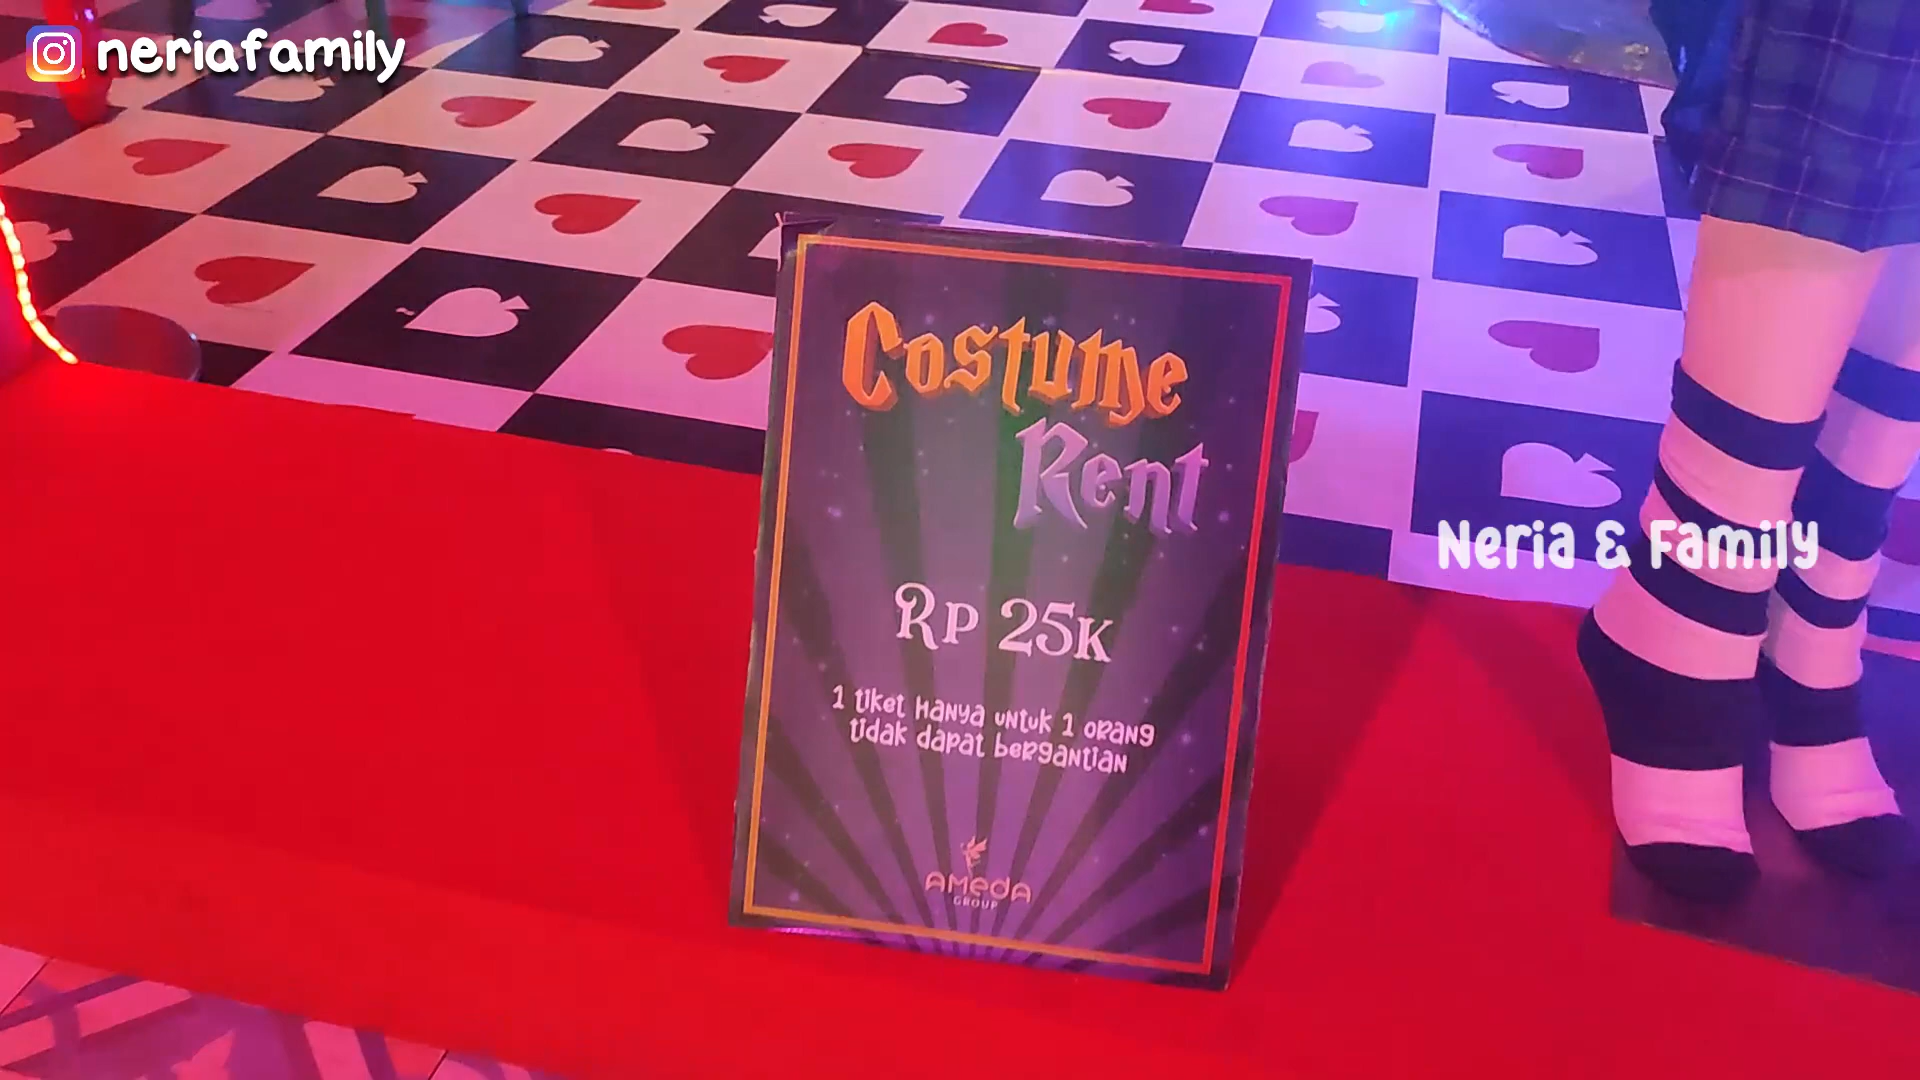 neriafamily
Costume
Rent
Rp 25K
1 tiket hanya untuk 1 orang
tidak dapat bergantian
Neria & Family
AMEDA
GROUP